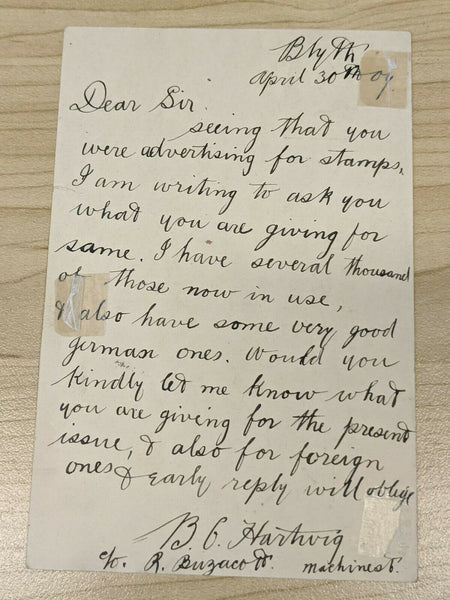 Blyth
April 30th 09.
Dear Sir.
seeing that you
were advertising for stamps,
I am writing to ask you
what you are giving for
same. I have several thousand
of those now in use,
& also have some very good
german ones. Would you
kindly let me know what
you are giving for the present
issue, & also for foreign
ones & early reply will oblige
B. C. Hartwig
c/o. R. Buzacott. machinest.